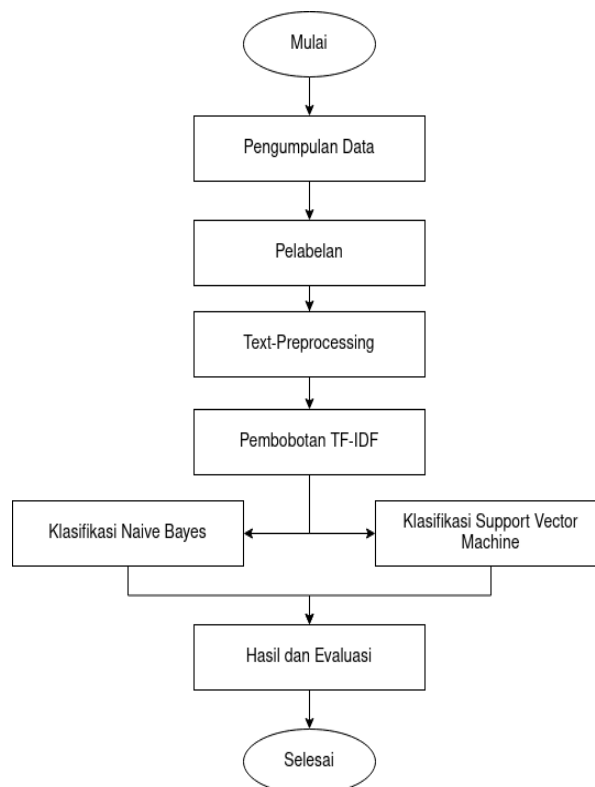 Mulai
Pengumpulan Data
Pelabelan
Text-Preprocessing
Pembobotan TF-IDF
Klasifikasi Naive Bayes
Klasifikasi Support Vector
Machine
Hasil dan Evaluasi
Selesai